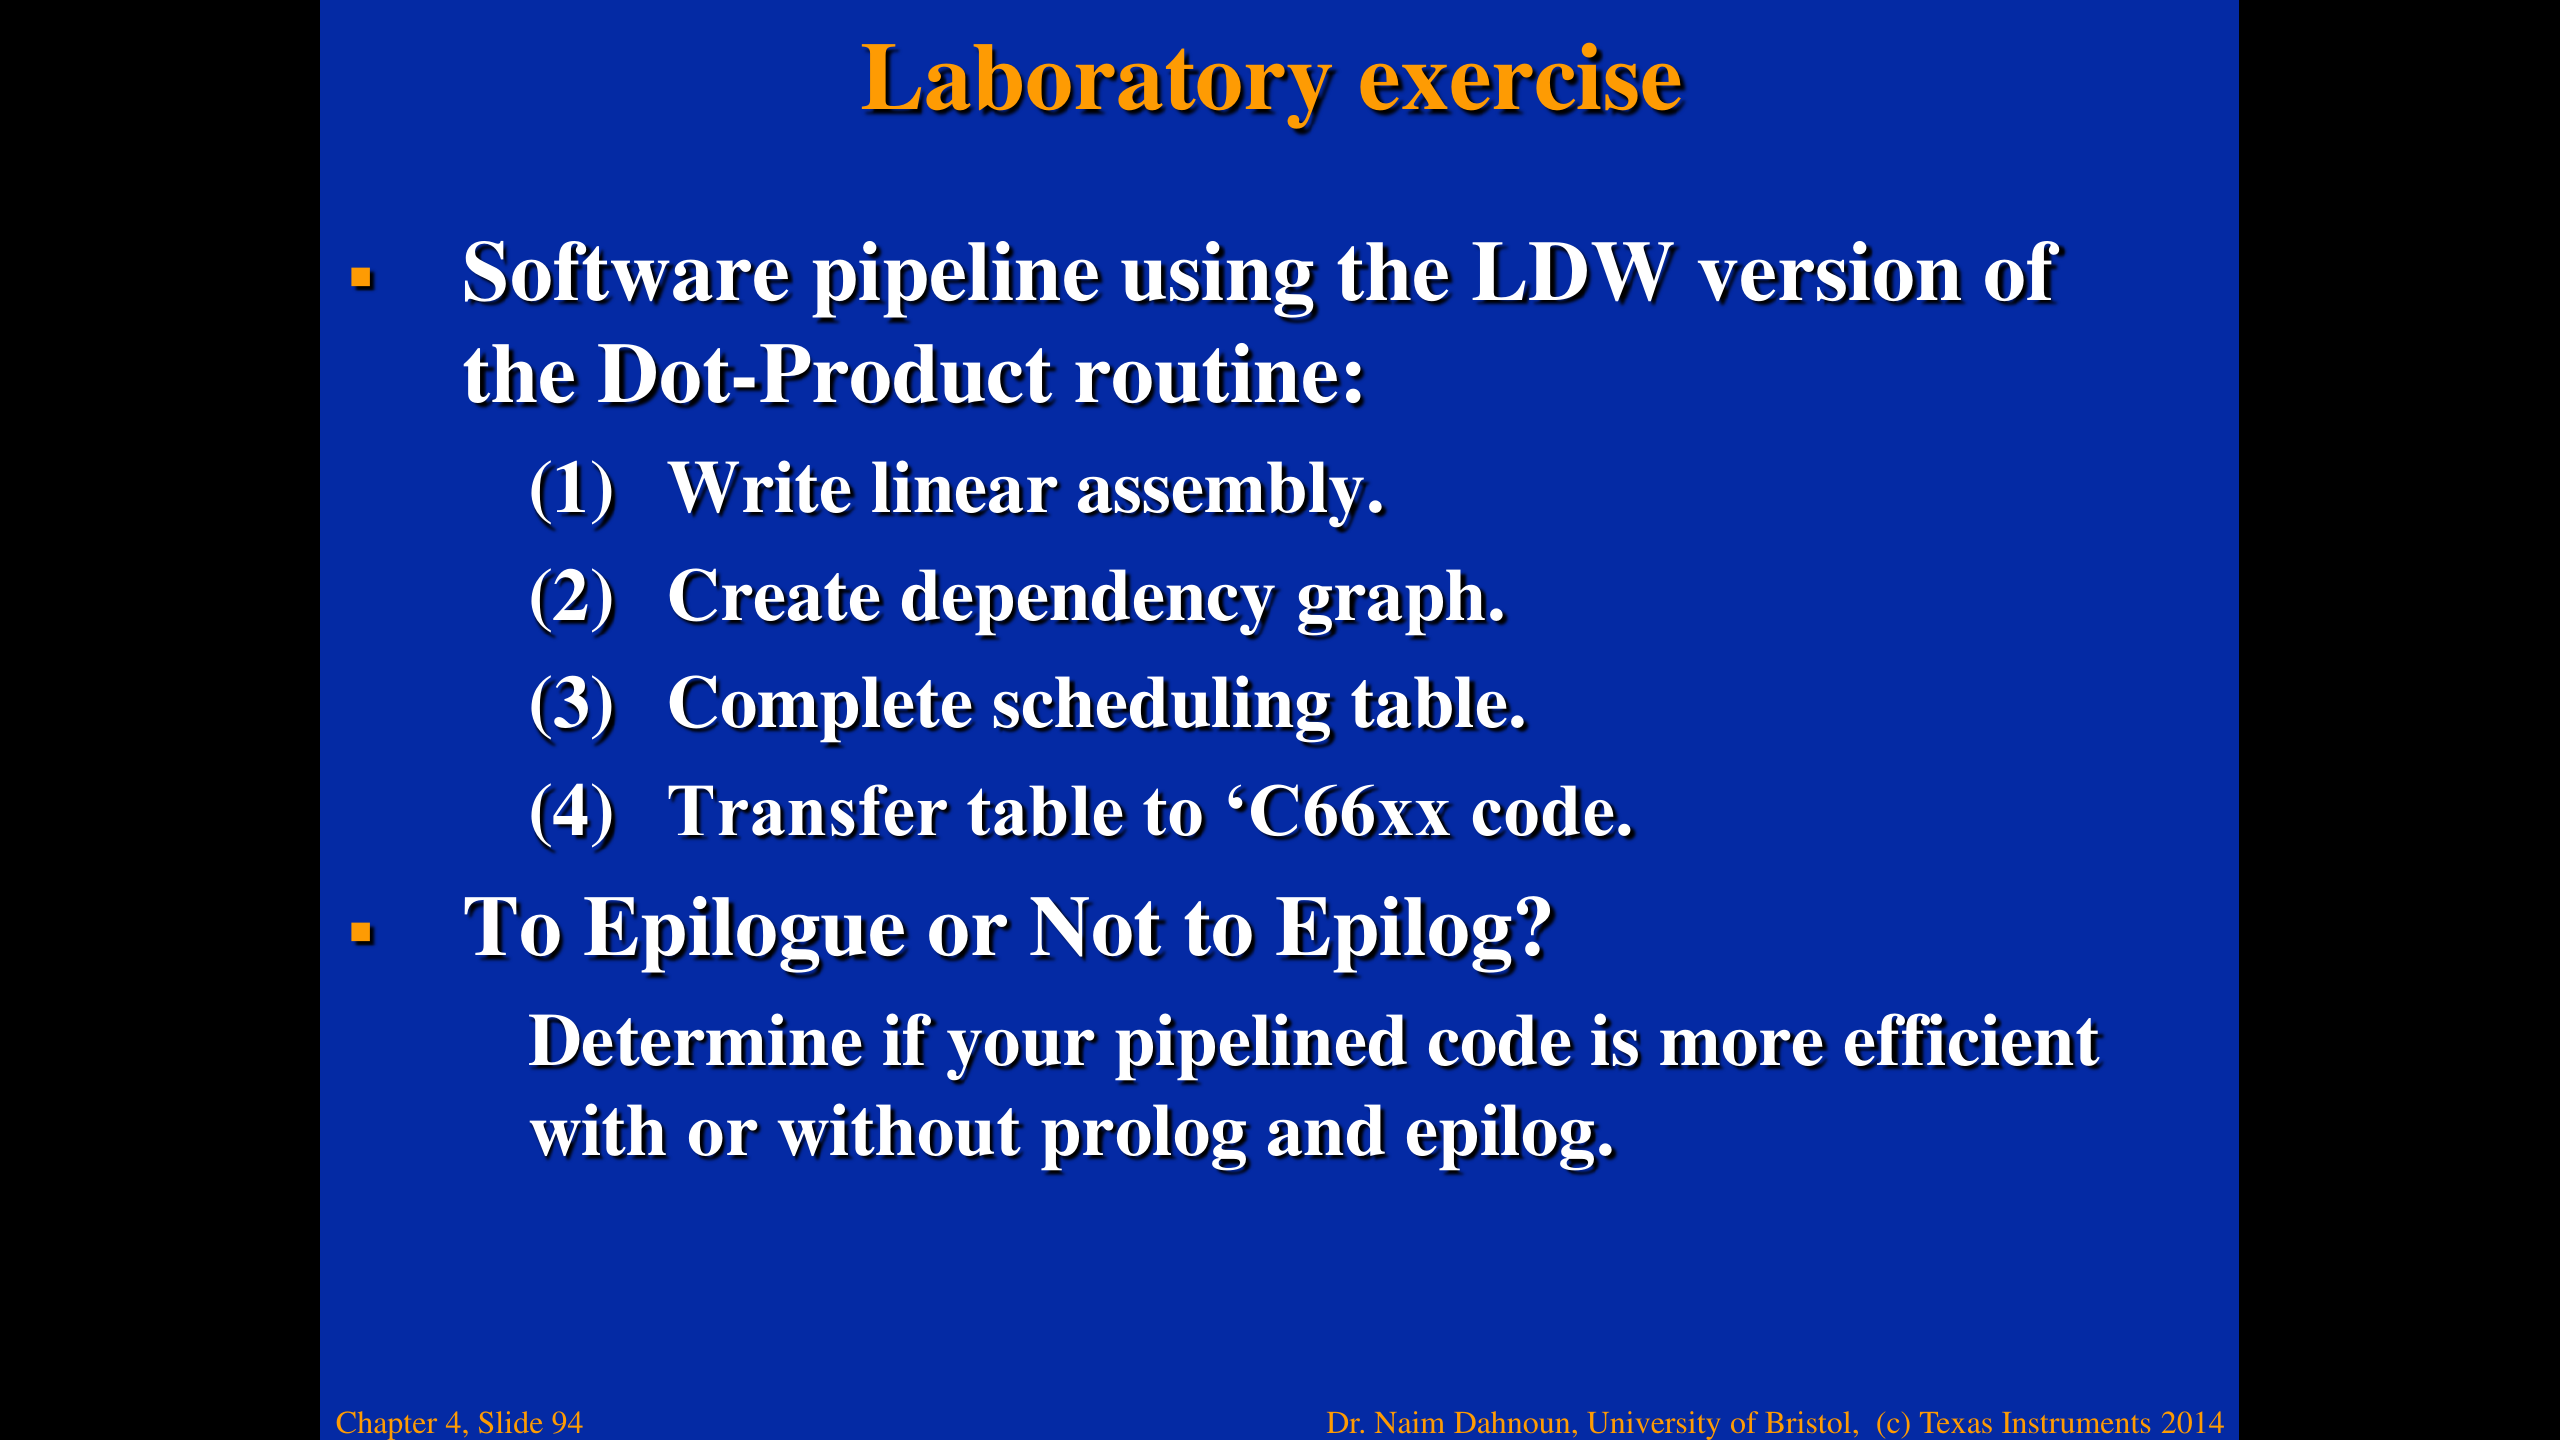 Laboratory exercise
▪ Software pipeline using the LDW version of
the Dot-Product routine:
(1) Write linear assembly.
(2) Create dependency graph.
(3) Complete scheduling table.
(4) Transfer table to ‘C66xx code.
▪ To Epilogue or Not to Epilog?
Determine if your pipelined code is more efficient
with or without prolog and epilog.
Chapter 4, Slide 94
Dr. Naim Dahnoun, University of Bristol, (c) Texas Instruments 2014